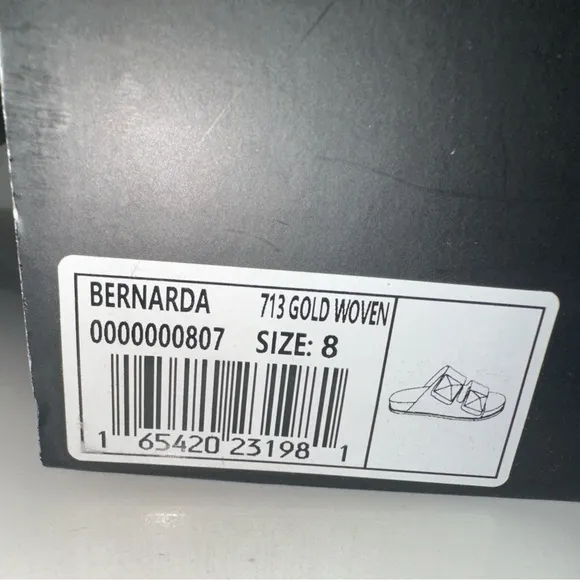 BERNARDA 713 GOLD WOVEN
0000000807 SIZE: 8
1 65420 23198 1